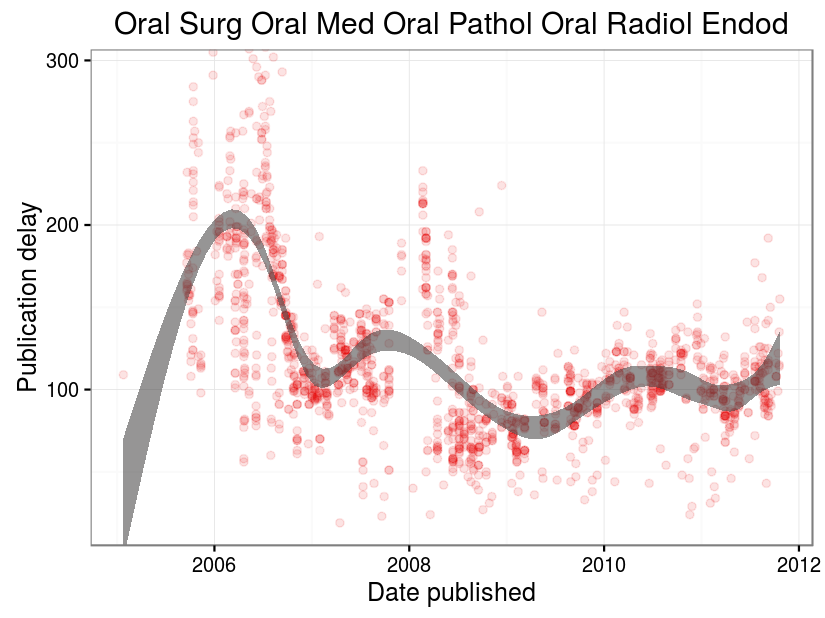 Oral Surg Oral Med Oral Pathol Oral Radiol Endod
300
200
100
Publication delay
2006 2008 2010 2012
Date published